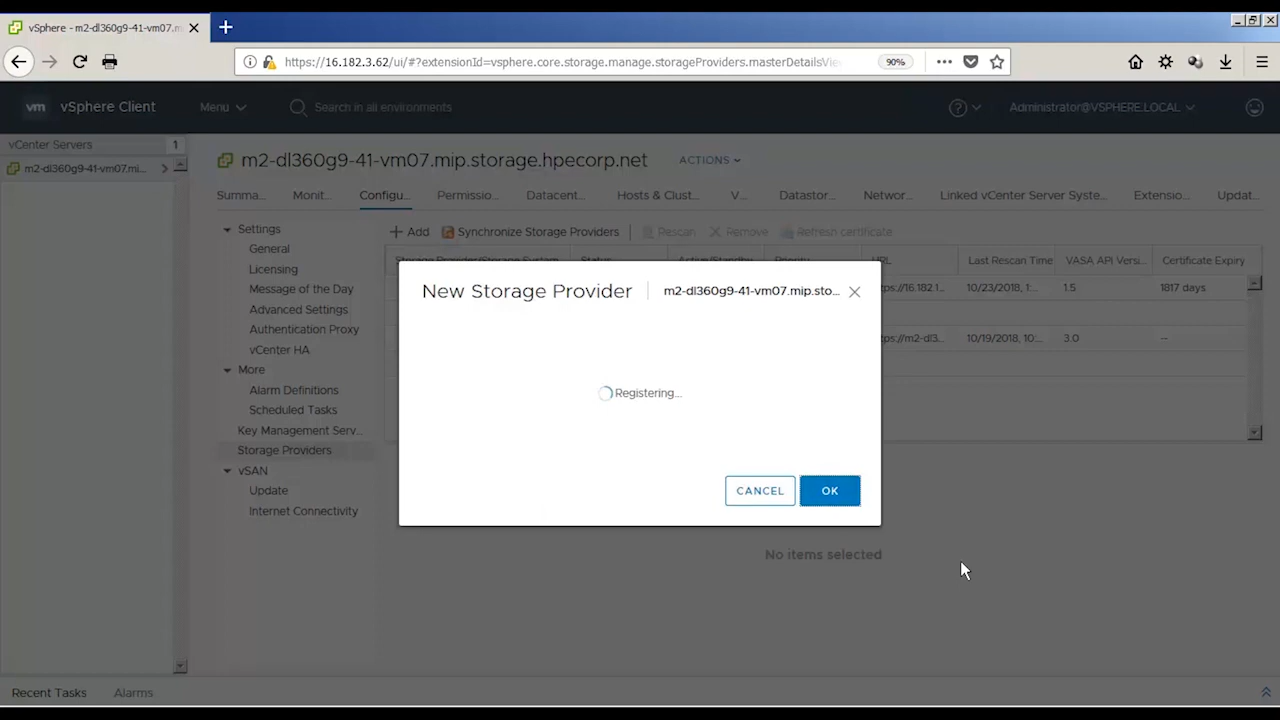 vSphere - m2-dl360g9-41-vm07.m
https://16.182.3.62/ui/#?extensionId=vsphere.core.storage.manage.storageProviders.masterDetailsVie
90%
vm vSphere Client Menu Search in all environments Administrator@VSPHERE.LOCAL
vCenter Servers 1
m2-dl360g9-41-vm07.mi...
m2-dl360g9-41-vm07.mip.storage.hpecorp.net ACTIONS
Summa... Monit... Configu... Permissio... Datacent... Hosts & Clust... V... Datastor... Networ... Linked vCenter Server Syste... Extensio... Updat...
Settings
General
Licensing
Message of the Day
Advanced Settings
Authentication Proxy
vCenter HA
More
Alarm Definitions
Scheduled Tasks
Key Management Serv...
Storage Providers
vSAN
Update
Internet Connectivity
+ Add Synchronize Storage Providers Rescan Remove Refresh certificate
Storage Provider/Storage System Status Active/Standby Priority URL Last Rescan Time VASA API Versi... Certificate Expiry
ttps://16.182.1... 10/23/2018, 1:... 1.5 1817 days
ttps://m2-dl3... 10/19/2018, 10:... 3.0 --
New Storage Provider m2-dl360g9-41-vm07.mip.sto...
Registering...
CANCEL OK
No items selected
Recent Tasks Alarms